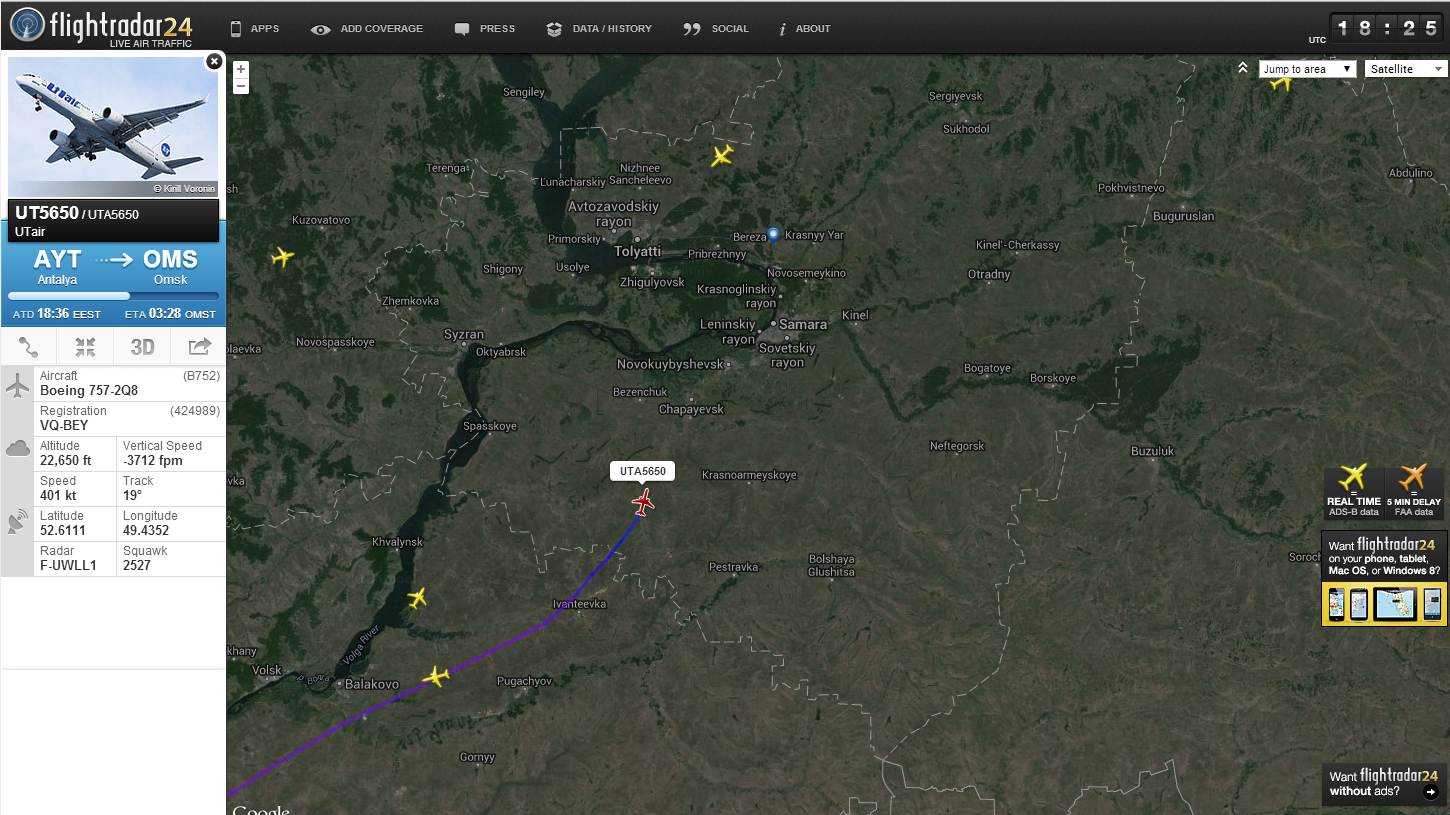 flightradar24
LIVE AIR TRAFFIC
APPS
ADD COVERAGE
PRESS
DATA / HISTORY
SOCIAL
ABOUT
UTC
18:25
UTair
© Kirill Voronin
UT5650 / UTA5650
UTair
AYT
OMS
Antalya
Omsk
ATD 18:36 EEST
ETA 03:28 OMST
3D
Aircraft (B752)
Boeing 757-2Q8
Registration (424989)
VQ-BEY
Altitude
Vertical Speed
22,650 ft
-3712 fpm
Speed
Track
401 kt
19°
Latitude
Longitude
52.6111
49.4352
Radar
Squawk
F-UWLL1
2527
+
−
Jump to area
Satellite
Sengiley
Sergiyevsk
Sukhodol
Terenga
Nizhnee
Sancheleevo
Lunacharskiy
Abdulino
Pokhvistnevo
Buguruslan
Avtozavodskiy
rayon
Kuzovatovo
Primorskiy
Tolyatti
Bereza
Krasnyy Yar
Pribrezhnyy
Kinel'-Cherkassy
Shigony
Usolye
Zhigulyovsk
Novosemeykino
Otradny
Krasnoglinskiy
rayon
Zhemkovka
Kinel
Leninskiy
rayon
Samara
Syzran
Novospasskoye
olaevka
Oktyabrsk
Sovetskiy
rayon
Novokuybyshevsk
Bogatoye
Borskoye
Bezenchuk
Chapayevsk
Spasskoye
Neftegorsk
Buzuluk
UTA5650
Krasnoarmeyskoye
vka
sh
Khvalynsk
Bolshaya
Glushitsa
Pestravka
Soroch
Ivanteevka
Volga River
khany
Volsk
р. Волга
Balakovo
Pugachyov
Gornyy
Google
REAL TIME
=
ADS-B data
5 MIN DELAY
=
FAA data
Want flightradar24
on your phone, tablet,
Mac OS, or Windows 8?
Want flightradar24
without ads?